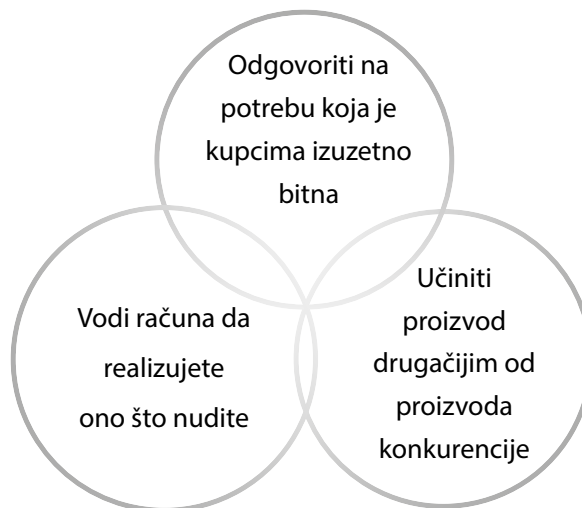 Odgovoriti na
potrebu koja je
kupcima izuzetno
bitna
Vodi računa da
realizujete
ono što nudite
Učiniti
proizvod
drugačijim od
proizvoda
konkurencije